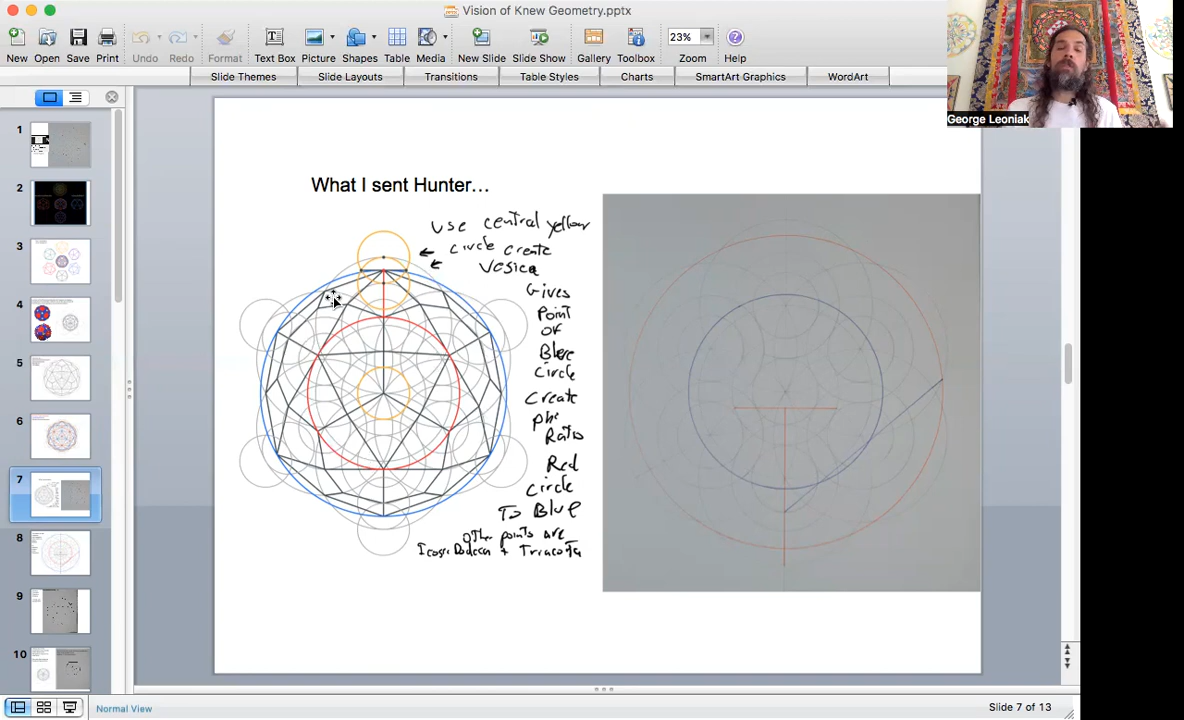 Vision of Knew Geometry.pptx
New Open Save Print Undo Redo Format Text Box Picture Shapes Table Media New Slide Slide Show Gallery Toolbox Zoom Help
23%
Slide Themes Slide Layouts Transitions Table Styles Charts SmartArt Graphics WordArt
George Leoniak
1
2
3
4
5
6
7
8
9
10
What I sent Hunter...
use central yellow
circle create
vesica
Gives
Point
of
Blue
circle
create
phi
Ratio
Red
circle
To Blue
other points are
Icosi Dodeca + Triaconta
Normal View
Slide 7 of 13